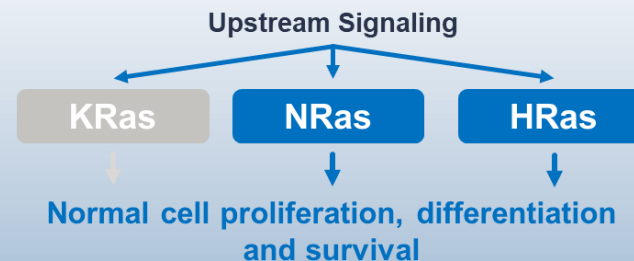 Upstream Signaling
KRas NRas HRas
Normal cell proliferation, differentiation
and survival